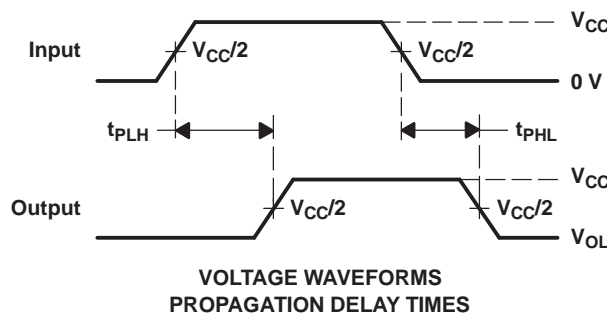 V_CC
Input
V_CC/2
V_CC/2
0 V
t_PLH
t_PHL
V_CC
Output
V_CC/2
V_CC/2
V_OL
VOLTAGE WAVEFORMS
PROPAGATION DELAY TIMES